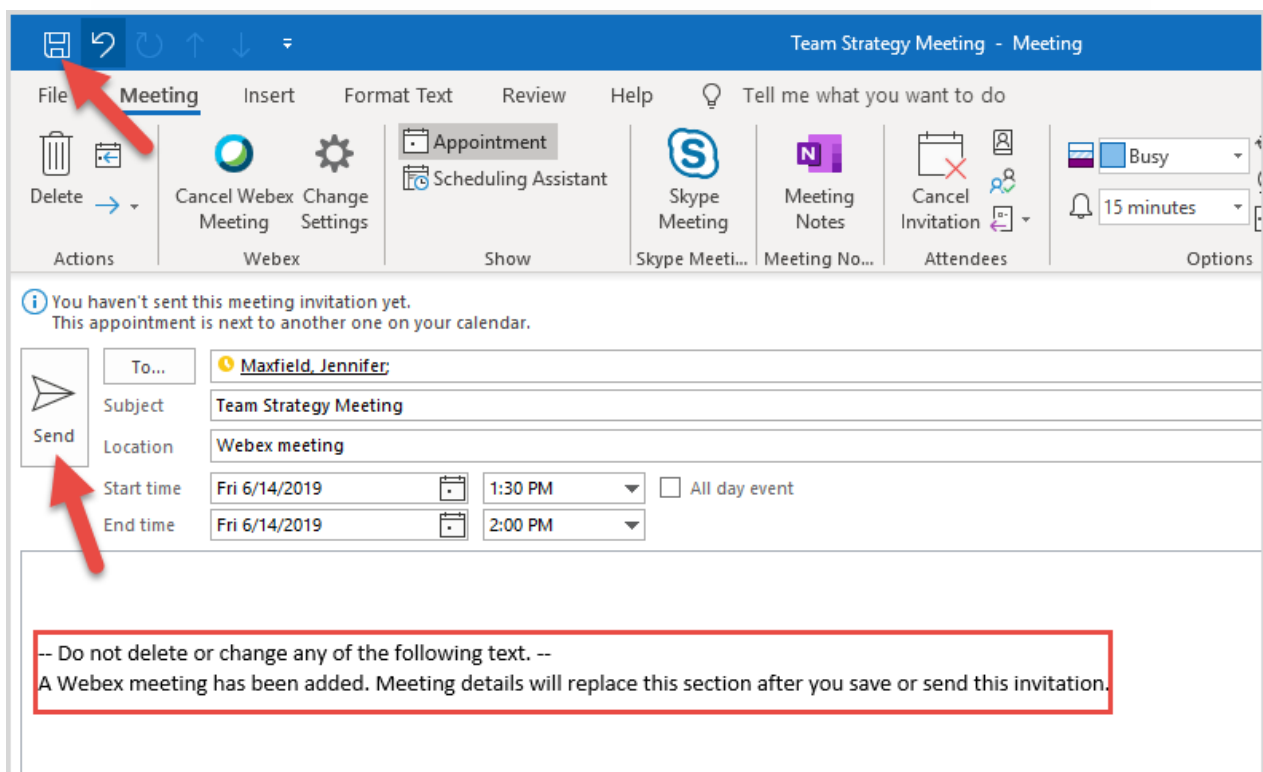 Team Strategy Meeting - Meeting
File Meeting Insert Format Text Review Help Tell me what you want to do
Delete
Cancel Webex Meeting
Change Settings
Appointment
Scheduling Assistant
Skype Meeting
Meeting Notes
Cancel Invitation
Busy
15 minutes
Actions Webex Show Skype Meeti... Meeting No... Attendees Options
You haven't sent this meeting invitation yet.
This appointment is next to another one on your calendar.
Send
To... Maxfield, Jennifer;
Subject Team Strategy Meeting
Location Webex meeting
Start time Fri 6/14/2019 1:30 PM All day event
End time Fri 6/14/2019 2:00 PM
-- Do not delete or change any of the following text. --
A Webex meeting has been added. Meeting details will replace this section after you save or send this invitation.